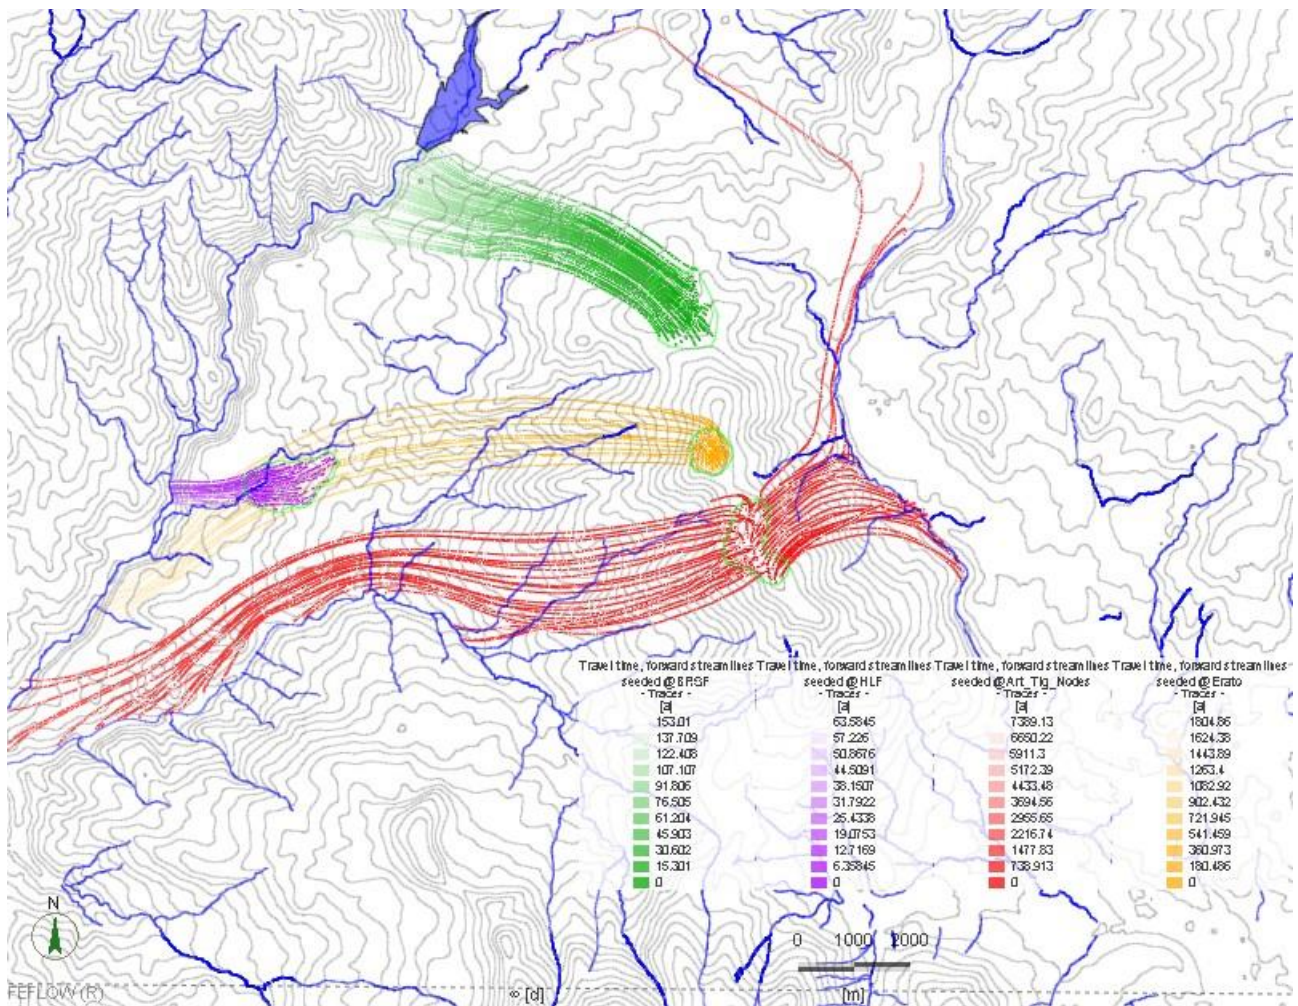 Travel time, forward streamlines
seeded @BRSF
- Tracer -
[a]
153.01
137.709
122.408
107.107
91.806
76.505
61.204
45.903
30.602
15.301
0
Travel time, forward streamlines
seeded @HLF
- Tracer -
[a]
63.5845
57.226
50.8676
44.5091
38.1507
31.7922
25.4338
19.0753
12.7169
6.35845
0
Travel time, forward streamlines
seeded @Art_Tig_Nodes
- Tracer -
[a]
7389.13
6650.22
5911.3
5172.39
4433.48
3694.56
2955.65
2216.74
1477.83
738.913
0
Travel time, forward streamlines
seeded @Erato
- Tracer -
[a]
1804.86
1624.38
1443.89
1263.4
1082.92
902.432
721.945
541.459
360.973
180.486
0
N
0 1000 2000
FEFLOW (R)
∞ [d]
[m]